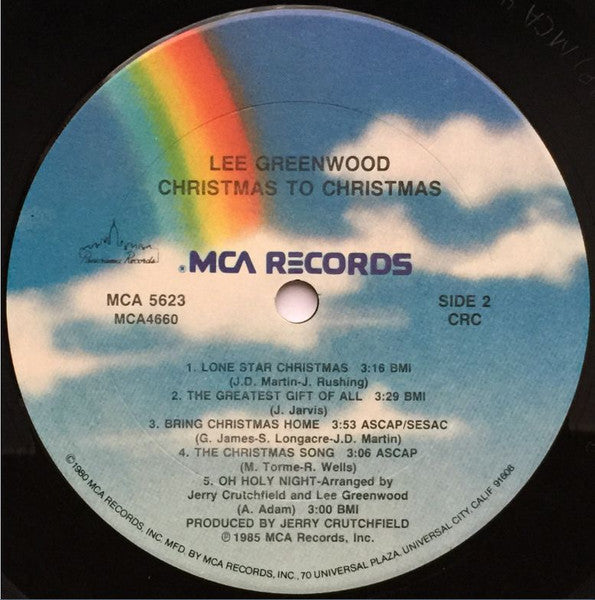 LEE GREENWOOD
CHRISTMAS TO CHRISTMAS
Panorama Records
® MCA RECORDS
MCA 5623
MCA4660
SIDE 2
CRC
1. LONE STAR CHRISTMAS 3:16 BMI
(J.D. Martin-J. Rushing)
2. THE GREATEST GIFT OF ALL 3:29 BMI
(J. Jarvis)
3. BRING CHRISTMAS HOME 3:53 ASCAP/SESAC
(G. James-S. Longacre-J.D. Martin)
4. THE CHRISTMAS SONG 3:06 ASCAP
(M. Torme-R. Wells)
5. OH HOLY NIGHT-Arranged by
Jerry Crutchfield and Lee Greenwood
(A. Adam) 3:00 BMI
PRODUCED BY JERRY CRUTCHFIELD
℗ 1985 MCA Records, Inc.
©1980 MCA RECORDS, INC. MFD. BY MCA RECORDS, INC., 70 UNIVERSAL PLAZA, UNIVERSAL CITY, CALIF. 91608